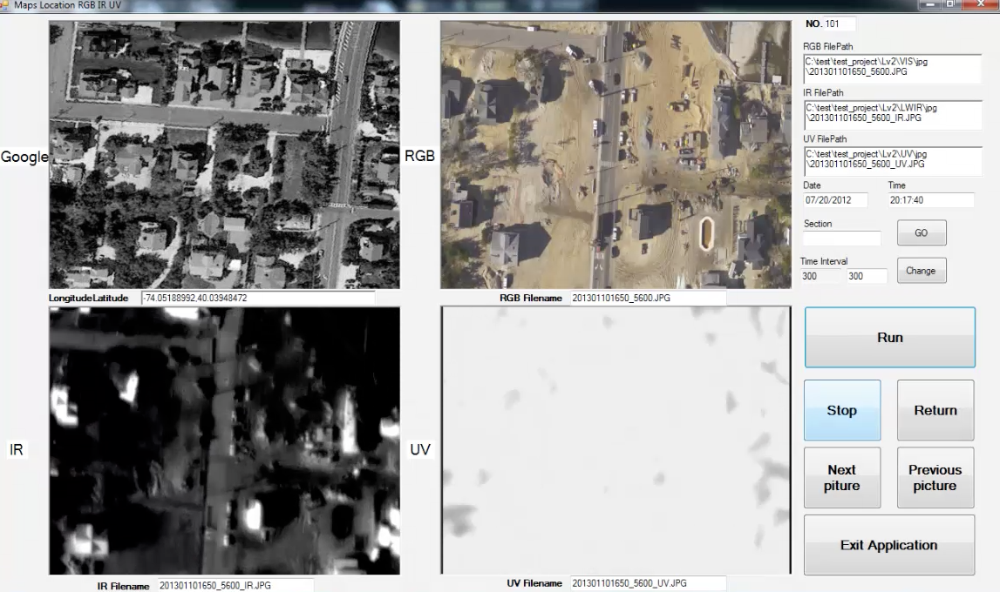 Maps Location RGB IR UV
Google
RGB
NO. 101
RGB FilePath
C:\test\test_project\Lv2\VIS\jpg
\201301101650_5600.JPG
IR FilePath
C:\test\test_project\Lv2\LWIR\jpg
\201301101650_5600_IR.JPG
UV FilePath
C:\test\test_project\Lv2\UV\jpg
\201301101650_5600_UV.JPG
Date
Time
07/20/2012
20:17:40
Section
GO
Time Interval
300
300
Change
LongitudeLatitude
-74.05188992,40.03948472
RGB Filename
201301101650_5600.JPG
Run
IR
UV
Stop
Return
Next
piture
Previous
picture
Exit Application
IR Filename
201301101650_5600_IR.JPG
UV Filename
201301101650_5600_UV.JPG